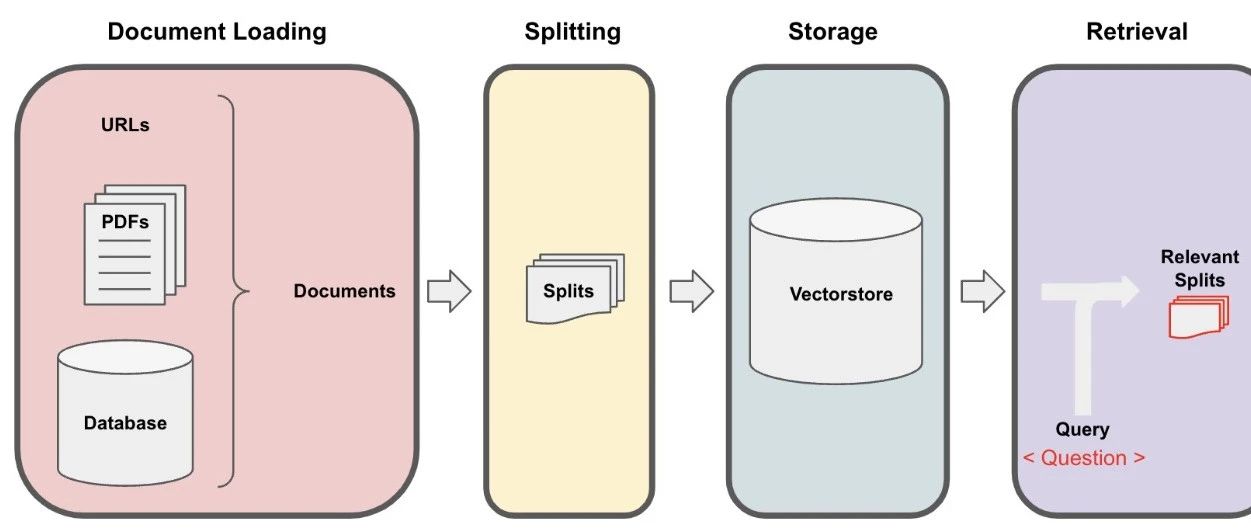 Document Loading
Splitting
Storage
Retrieval
URLs
PDFs
Documents
Database
Splits
Vectorstore
Relevant
Splits
Query
< Question >